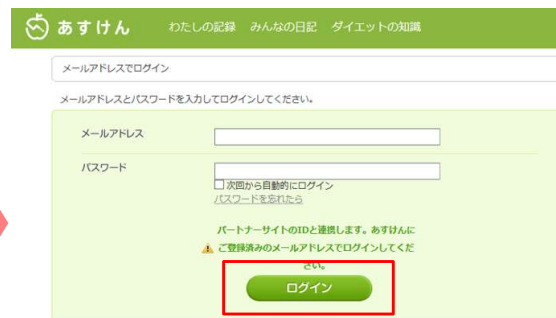 あすけん わたしの記録 みんなの日記 ダイエットの知識
メールアドレスでログイン
メールアドレスとパスワードを入力してログインしてください。
メールアドレス
パスワード
次回から自動的にログイン
パスワードを忘れたら
パートナーサイトのIDと連携します。あすけんに
ご登録済みのメールアドレスでログインしてくだ
さい。
ログイン